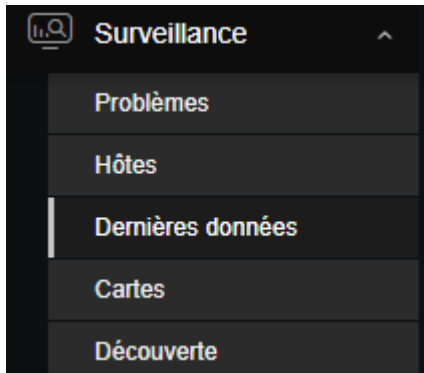 Surveillance
Problèmes
Hôtes
Dernières données
Cartes
Découverte